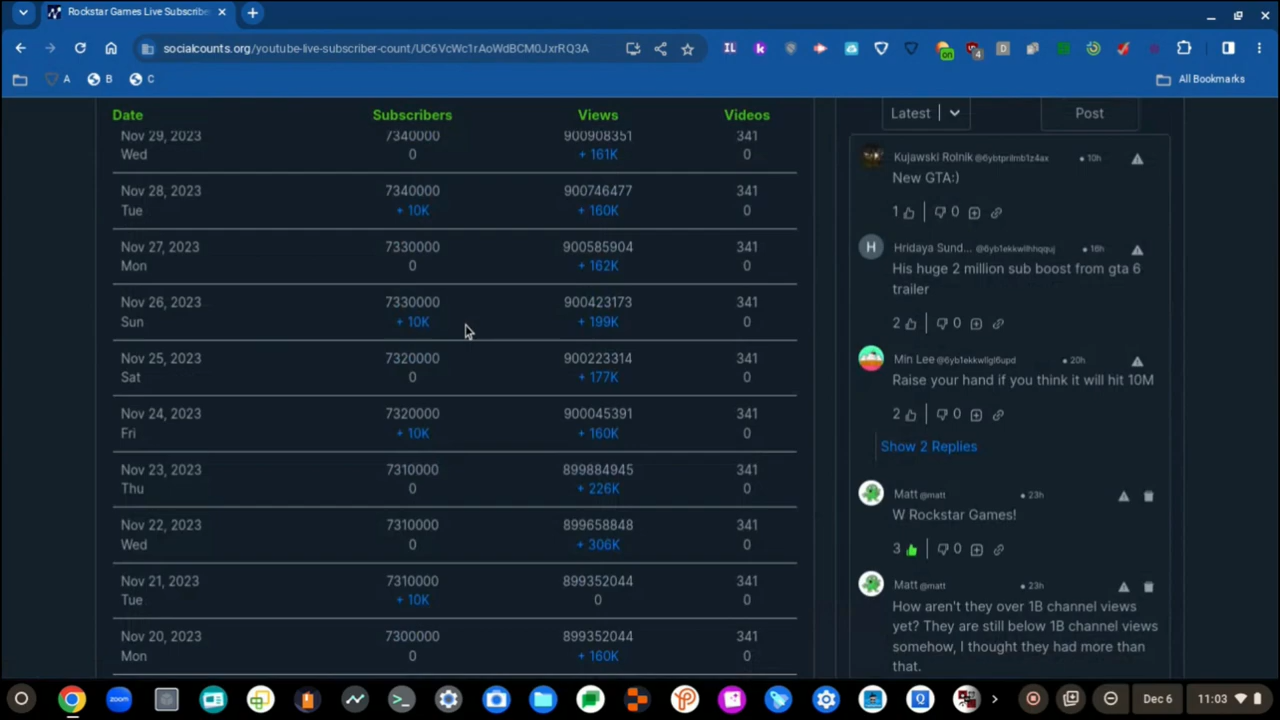 Rockstar Games Live Subscribe
socialcounts.org/youtube-live-subscriber-count/UC6VcWc1rAoWdBCM0JxrRQ3A
IL
k
on
4
D
A
B
C
All Bookmarks
Date Subscribers Views Videos
Nov 29, 2023 7340000 900908351 341
Wed 0 + 161K 0
Nov 28, 2023 7340000 900746477 341
Tue + 10K + 160K 0
Nov 27, 2023 7330000 900585904 341
Mon 0 + 162K 0
Nov 26, 2023 7330000 900423173 341
Sun + 10K + 199K 0
Nov 25, 2023 7320000 900223314 341
Sat 0 + 177K 0
Nov 24, 2023 7320000 900045391 341
Fri + 10K + 160K 0
Nov 23, 2023 7310000 899884945 341
Thu 0 + 226K 0
Nov 22, 2023 7310000 899658848 341
Wed 0 + 306K 0
Nov 21, 2023 7310000 899352044 341
Tue + 10K 0 0
Nov 20, 2023 7300000 899352044 341
Mon 0 + 160K 0
Latest
Post
Kujawski Rolnik 10h
New GTA:)
1 0
H
Hridaya Sund... 16h
His huge 2 million sub boost from gta 6
trailer
2 0
Min Lee 20h
Raise your hand if you think it will hit 10M
2 0
Show 2 Replies
Matt @matt 23h
W Rockstar Games!
3 0
Matt @matt 23h
How aren't they over 1B channel views
yet? They are still below 1B channel views
somehow, I thought they had more than
that.
zoom
Q
Dec 6
11:03